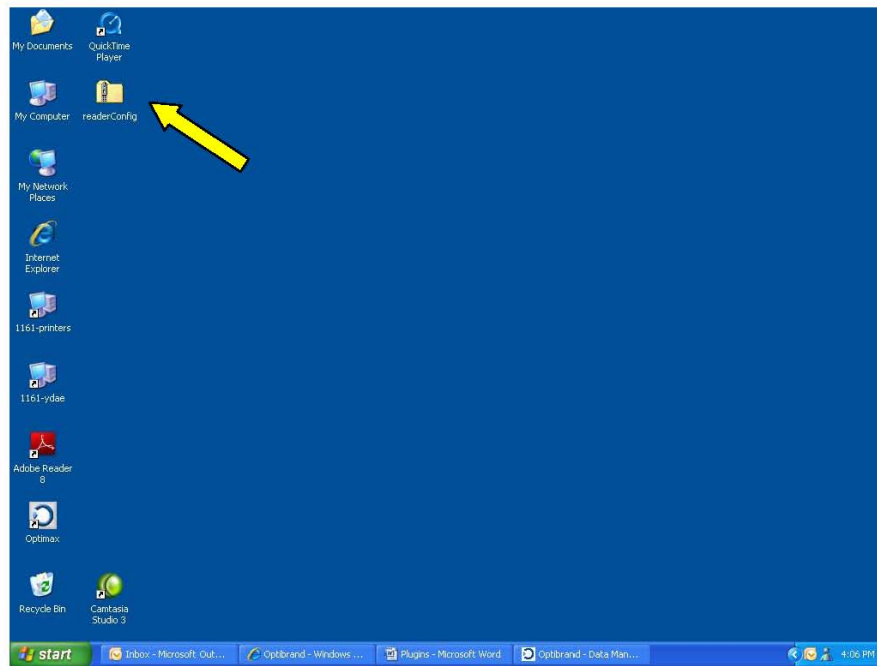 My Documents
QuickTime
Player
My Computer
readerConfig
My Network
Places
Internet
Explorer
1161-printers
1161-ydae
Adobe Reader
8
Optimax
Recycle Bin
Camtasia
Studio 3
start
Inbox - Microsoft Out...
Optibrand - Windows ...
Plugins - Microsoft Word
Optibrand - Data Man...
4:06 PM